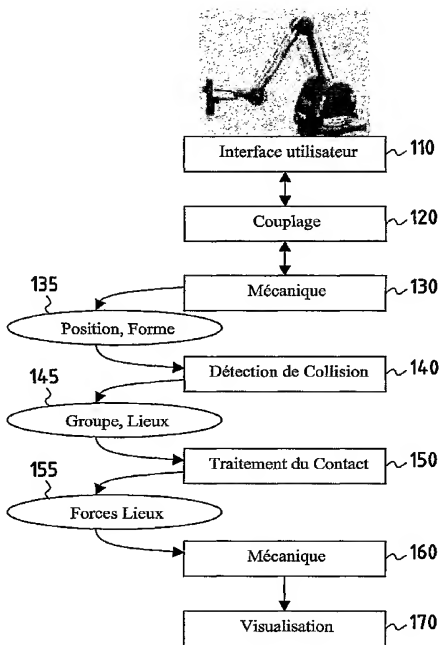 Interface utilisateur
110
Couplage
120
135
Mécanique
130
Position, Forme
145
Détection de Collision
140
Groupe, Lieux
155
Traitement du Contact
150
Forces Lieux
Mécanique
160
Visualisation
170